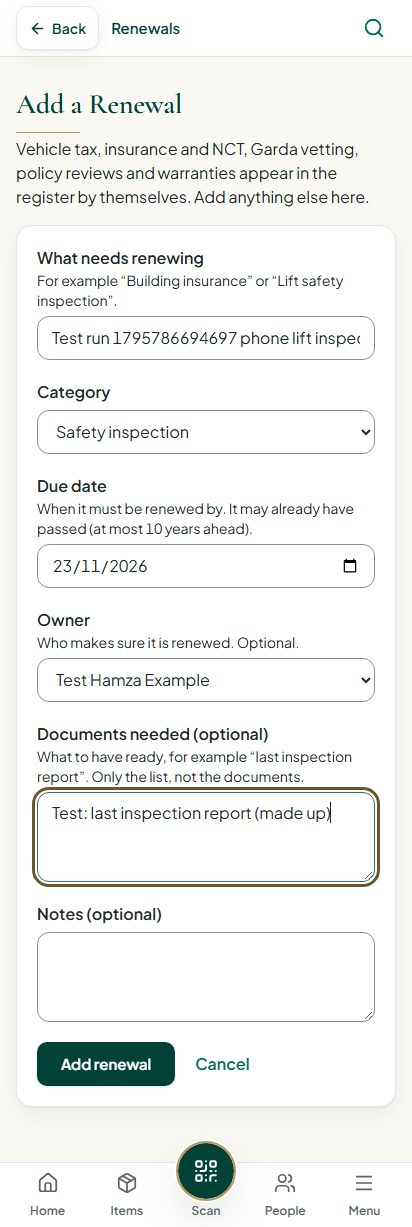 Back
Renewals
Add a Renewal
Vehicle tax, insurance and NCT, Garda vetting,
policy reviews and warranties appear in the
register by themselves. Add anything else here.
What needs renewing
For example “Building insurance” or “Lift safety
inspection”.
Test run 1795786694697 phone lift inspec
Category
Safety inspection
Due date
When it must be renewed by. It may already have
passed (at most 10 years ahead).
23/11/2026
Owner
Who makes sure it is renewed. Optional.
Test Hamza Example
Documents needed (optional)
What to have ready, for example “last inspection
report”. Only the list, not the documents.
Test: last inspection report (made up)
Notes (optional)
Add renewal
Cancel
Home
Items
Scan
People
Menu